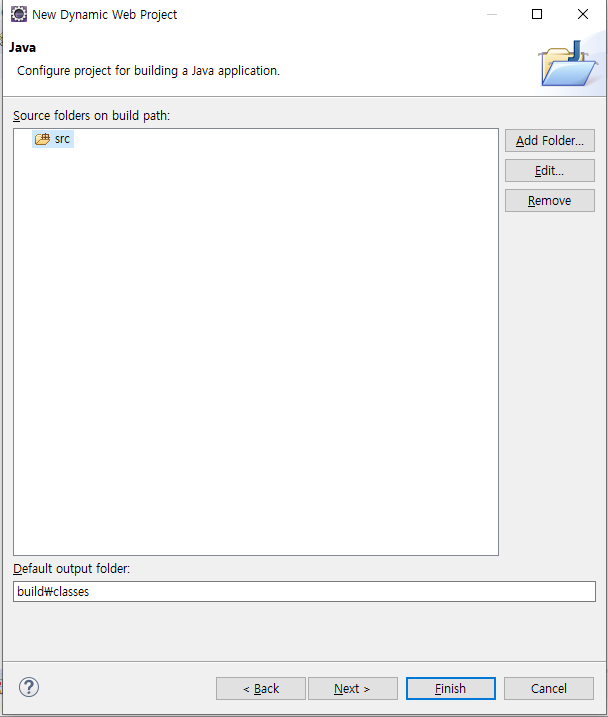 New Dynamic Web Project
Java
Configure project for building a Java application.
Source folders on build path:
src
Add Folder...
Edit...
Remove
Default output folder:
build₩classes
?
< Back
Next >
Finish
Cancel